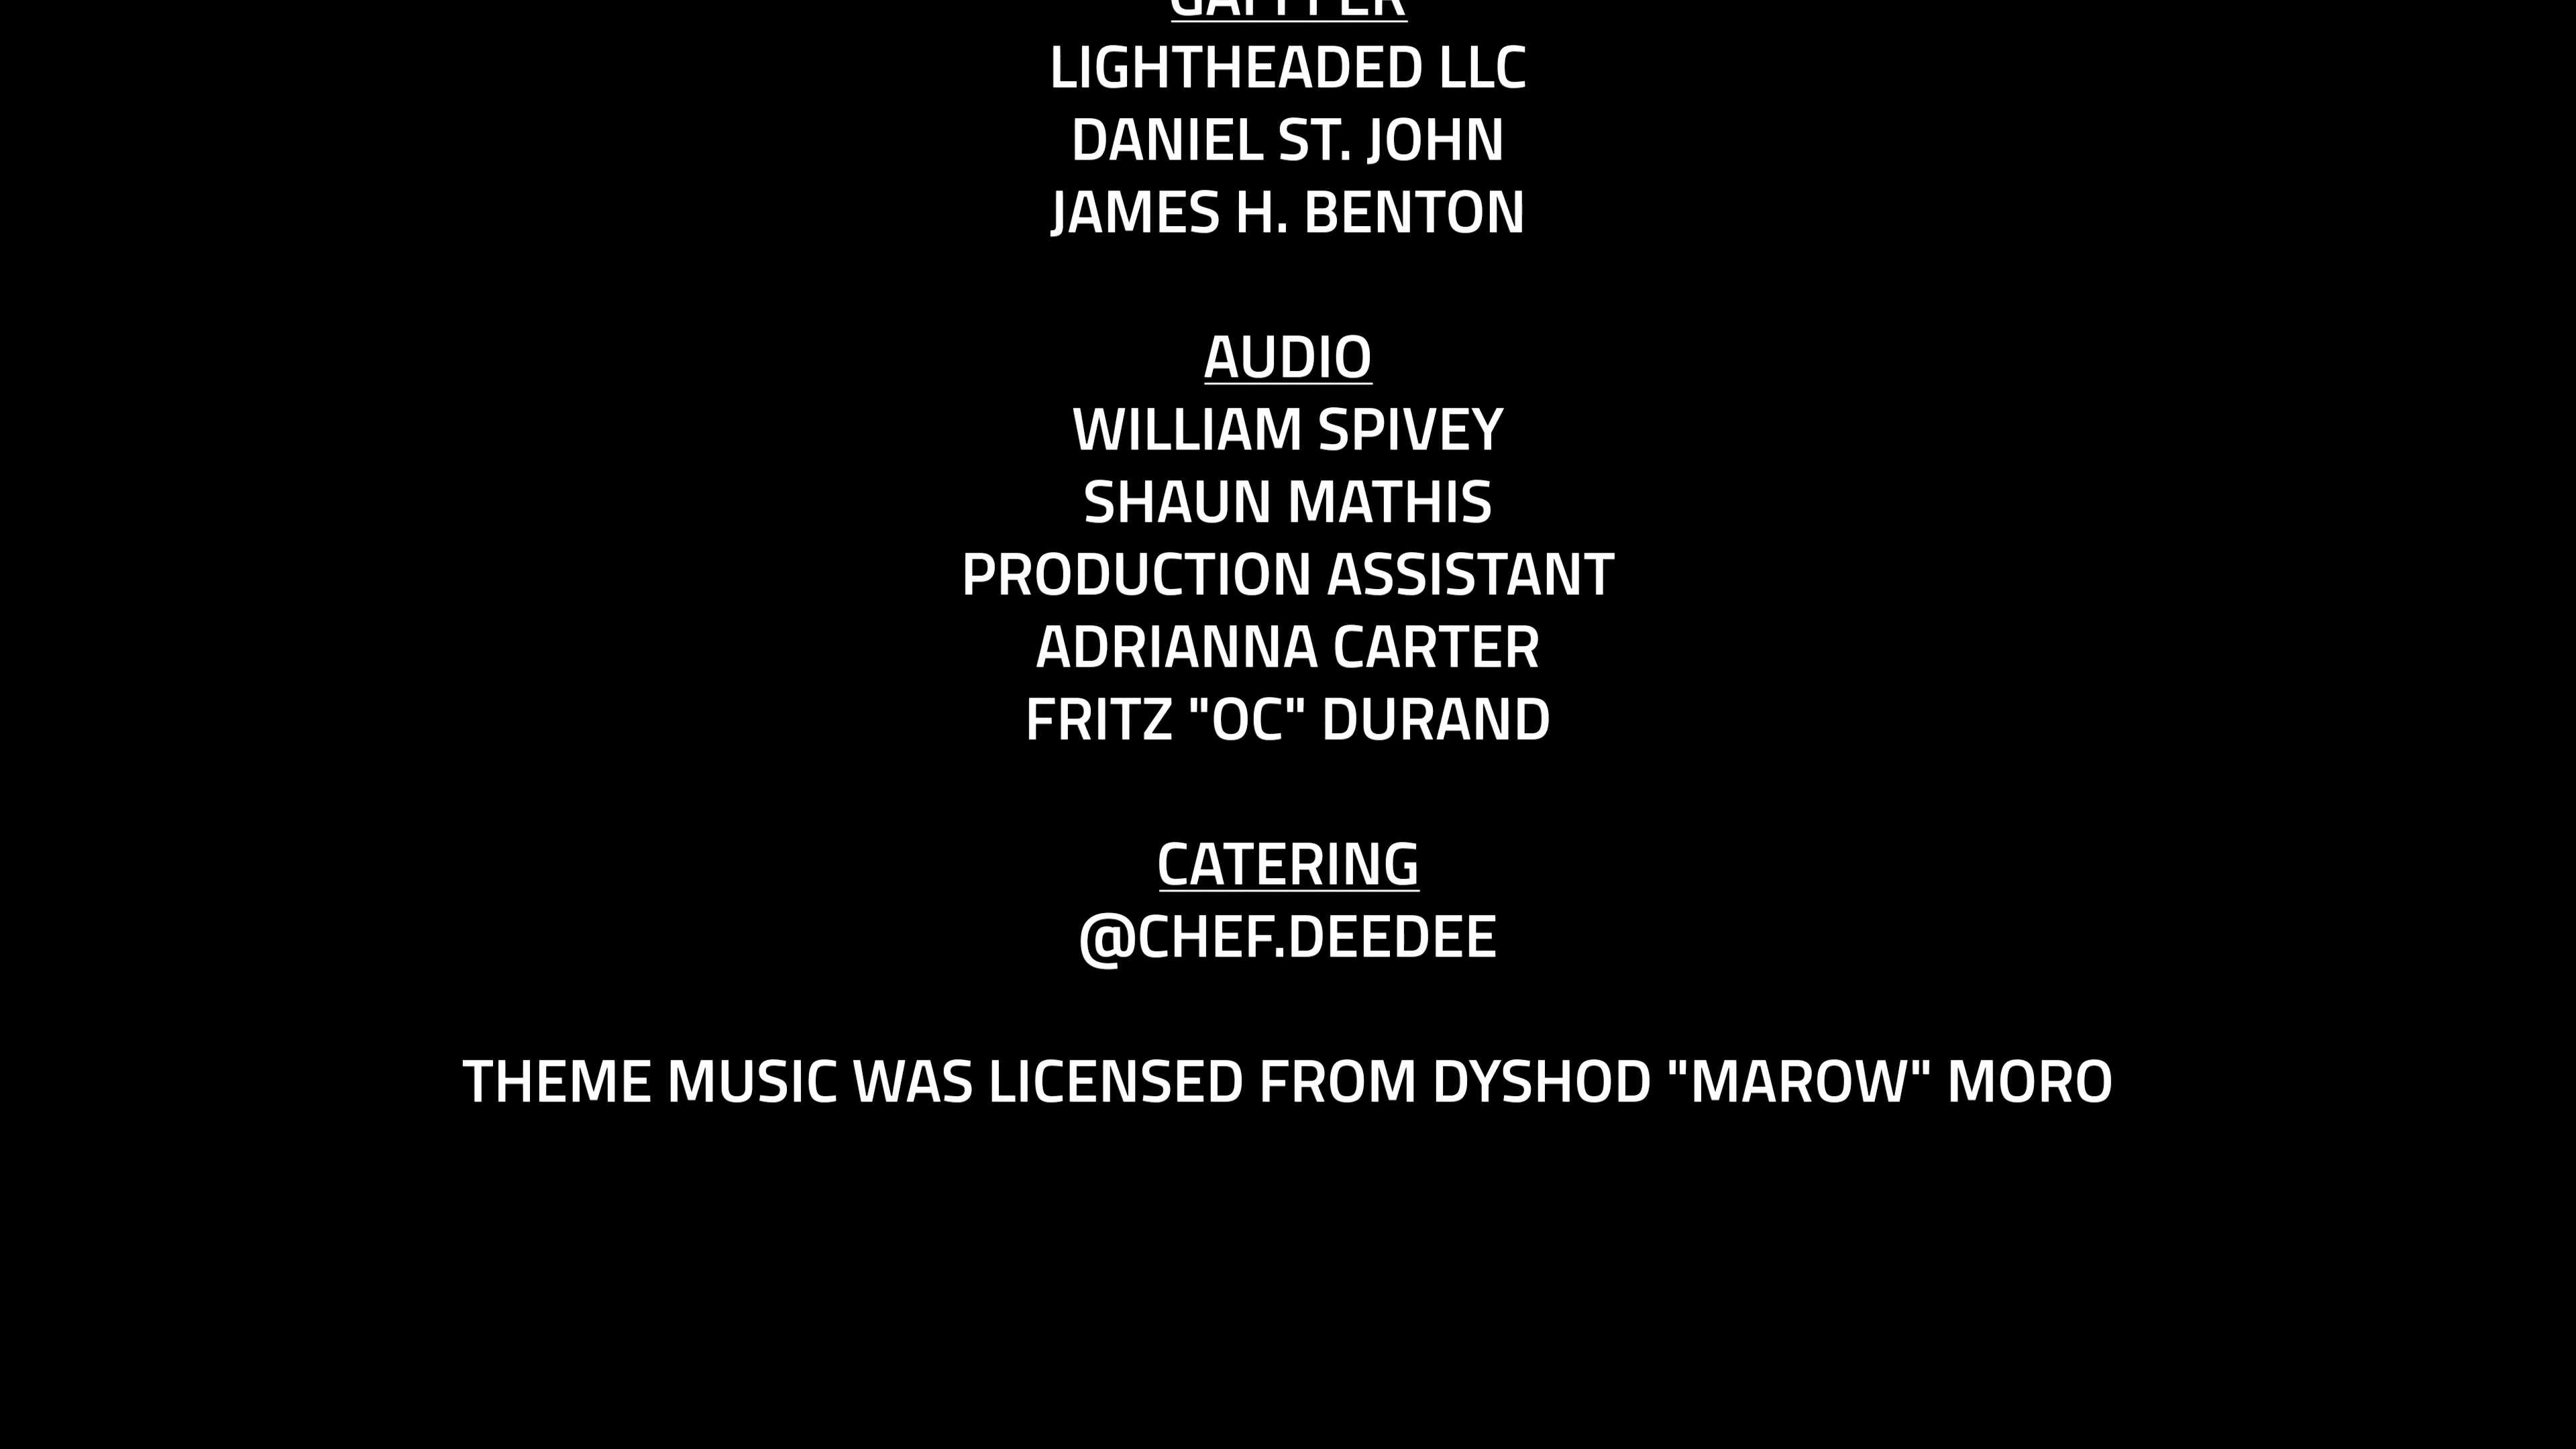 LIGHTHEADED LLC
DANIEL ST. JOHN
JAMES H. BENTON
AUDIO
WILLIAM SPIVEY
SHAUN MATHIS
PRODUCTION ASSISTANT
ADRIANNA CARTER
FRITZ "OC" DURAND
CATERING
@CHEF.DEEDEE
THEME MUSIC WAS LICENSED FROM DYSHOD "MAROW" MORO